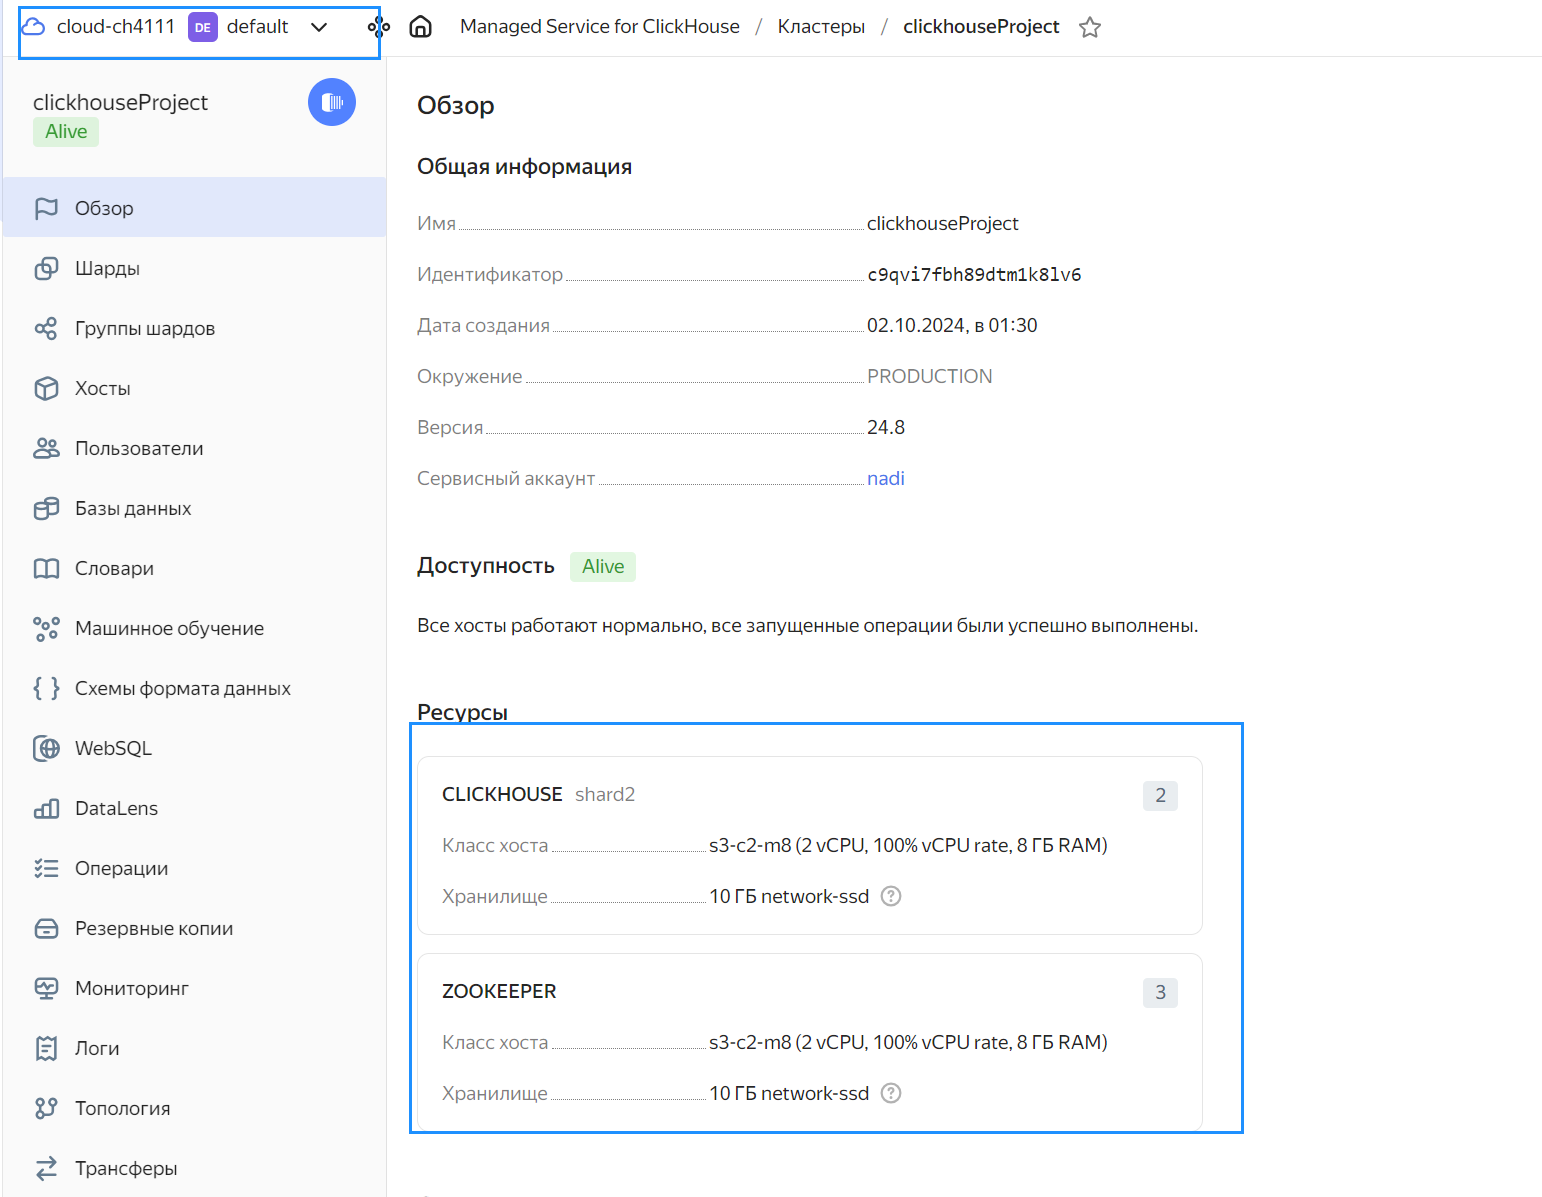 cloud-ch4111 DE default
Managed Service for ClickHouse / Кластеры / clickhouseProject
clickhouseProject
Alive
Обзор
Шарды
Группы шардов
Хосты
Пользователи
Базы данных
Словари
Машинное обучение
Схемы формата данных
WebSQL
DataLens
Операции
Резервные копии
Мониторинг
Логи
Топология
Трансферы
Обзор
Общая информация
Имя clickhouseProject
Идентификатор c9qvi7fbh89dtm1k8lv6
Дата создания 02.10.2024, в 01:30
Окружение PRODUCTION
Версия 24.8
Сервисный аккаунт nadi
Доступность Alive
Все хосты работают нормально, все запущенные операции были успешно выполнены.
Ресурсы
CLICKHOUSE shard2 2
Класс хоста s3-c2-m8 (2 vCPU, 100% vCPU rate, 8 ГБ RAM)
Хранилище 10 ГБ network-ssd ?
ZOOKEEPER 3
Класс хоста s3-c2-m8 (2 vCPU, 100% vCPU rate, 8 ГБ RAM)
Хранилище 10 ГБ network-ssd ?